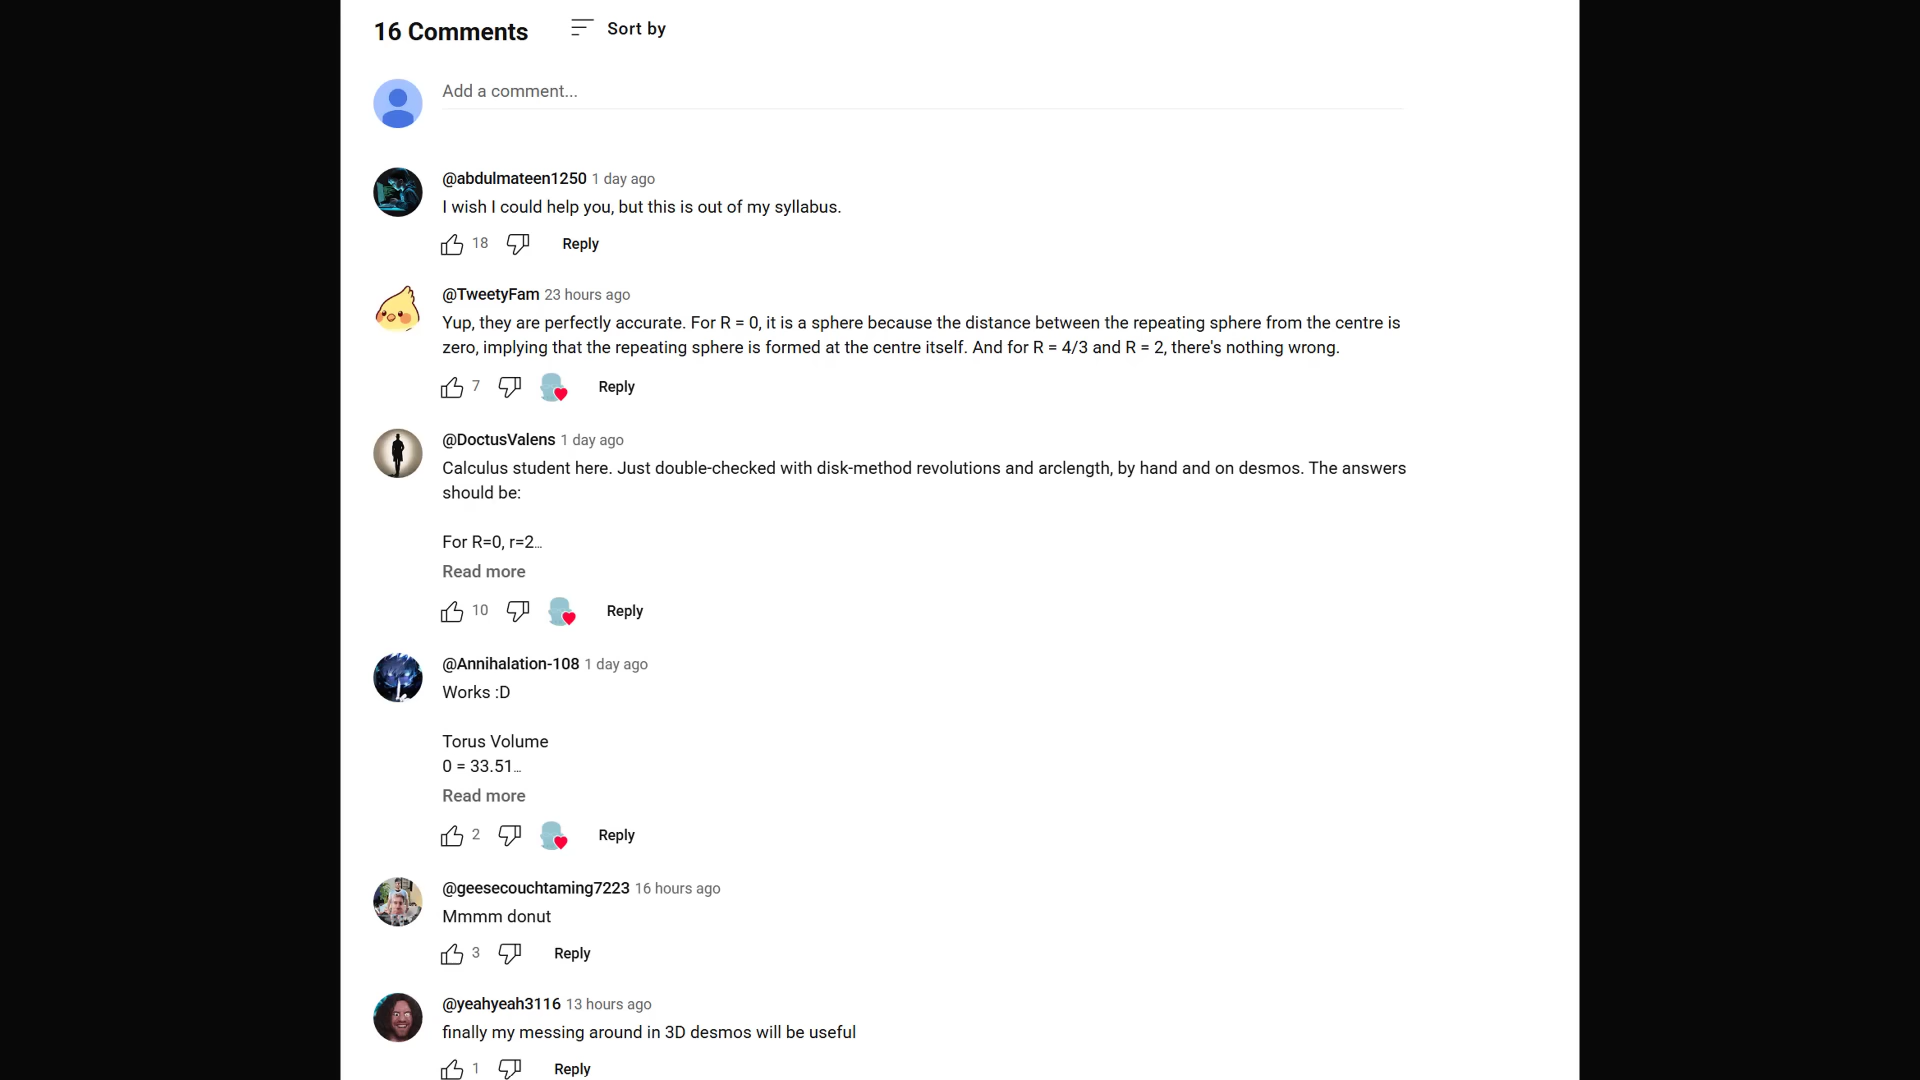 16 Comments
Sort by
Add a comment...
@abdulmateen1250 1 day ago
I wish I could help you, but this is out of my syllabus.
18 Reply
@TweetyFam 23 hours ago
Yup, they are perfectly accurate. For R = 0, it is a sphere because the distance between the repeating sphere from the centre is
zero, implying that the repeating sphere is formed at the centre itself. And for R = 4/3 and R = 2, there's nothing wrong.
7 Reply
@DoctusValens 1 day ago
Calculus student here. Just double-checked with disk-method revolutions and arclength, by hand and on desmos. The answers
should be:
For R=0, r=2...
Read more
10 Reply
@Annihalation-108 1 day ago
Works :D
Torus Volume
0 = 33.51...
Read more
2 Reply
@geesecouchtaming7223 16 hours ago
Mmmm donut
3 Reply
@yeahyeah3116 13 hours ago
finally my messing around in 3D desmos will be useful
1 Reply